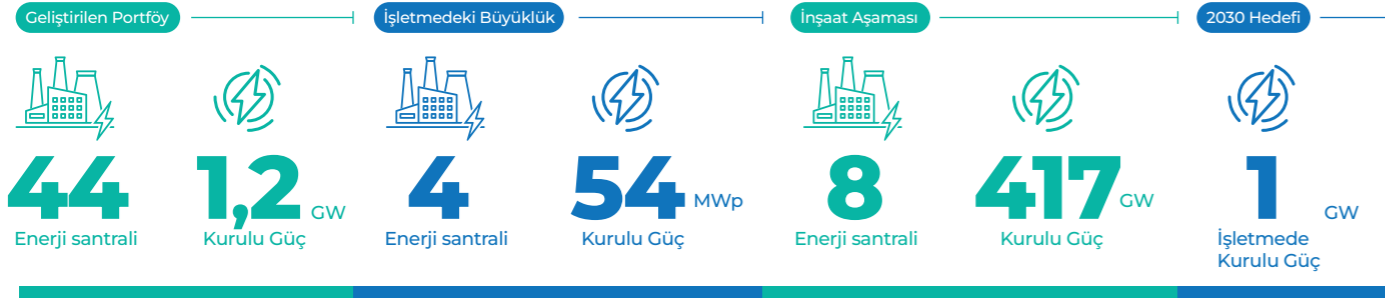 Geliştirilen Portföy
44
Enerji santrali
1,2 GW
Kurulu Güç
İşletmedeki Büyüklük
4
Enerji santrali
54 MWp
Kurulu Güç
İnşaat Aşaması
8
Enerji santrali
417 GW
Kurulu Güç
2030 Hedefi
1 GW
İşletmede
Kurulu Güç